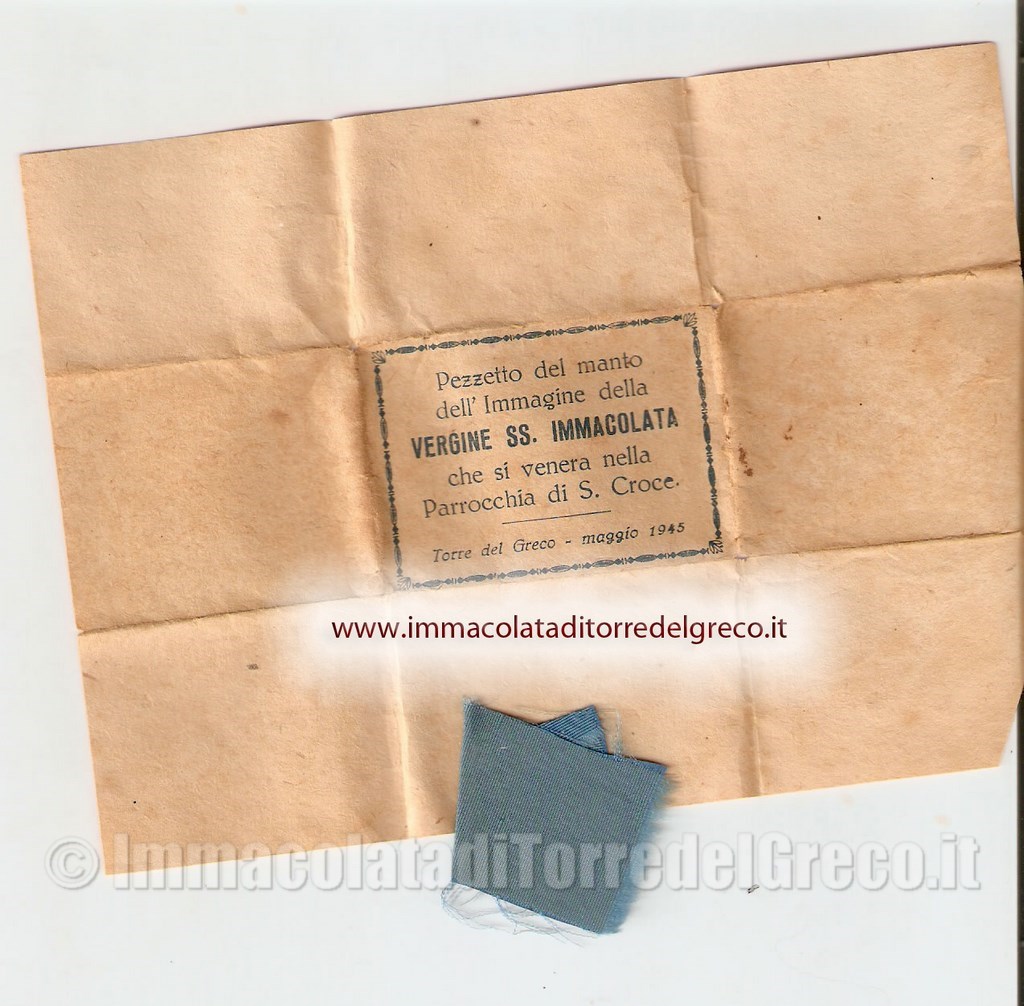 Pezzetto del manto
dell' Immagine della
VERGINE SS. IMMACOLATA
che si venera nella
Parrocchia di S. Croce.
Torre del Greco - maggio 1945
www.immacolataditorredelgreco.it
© ImmacolatadiTorredelGreco.it